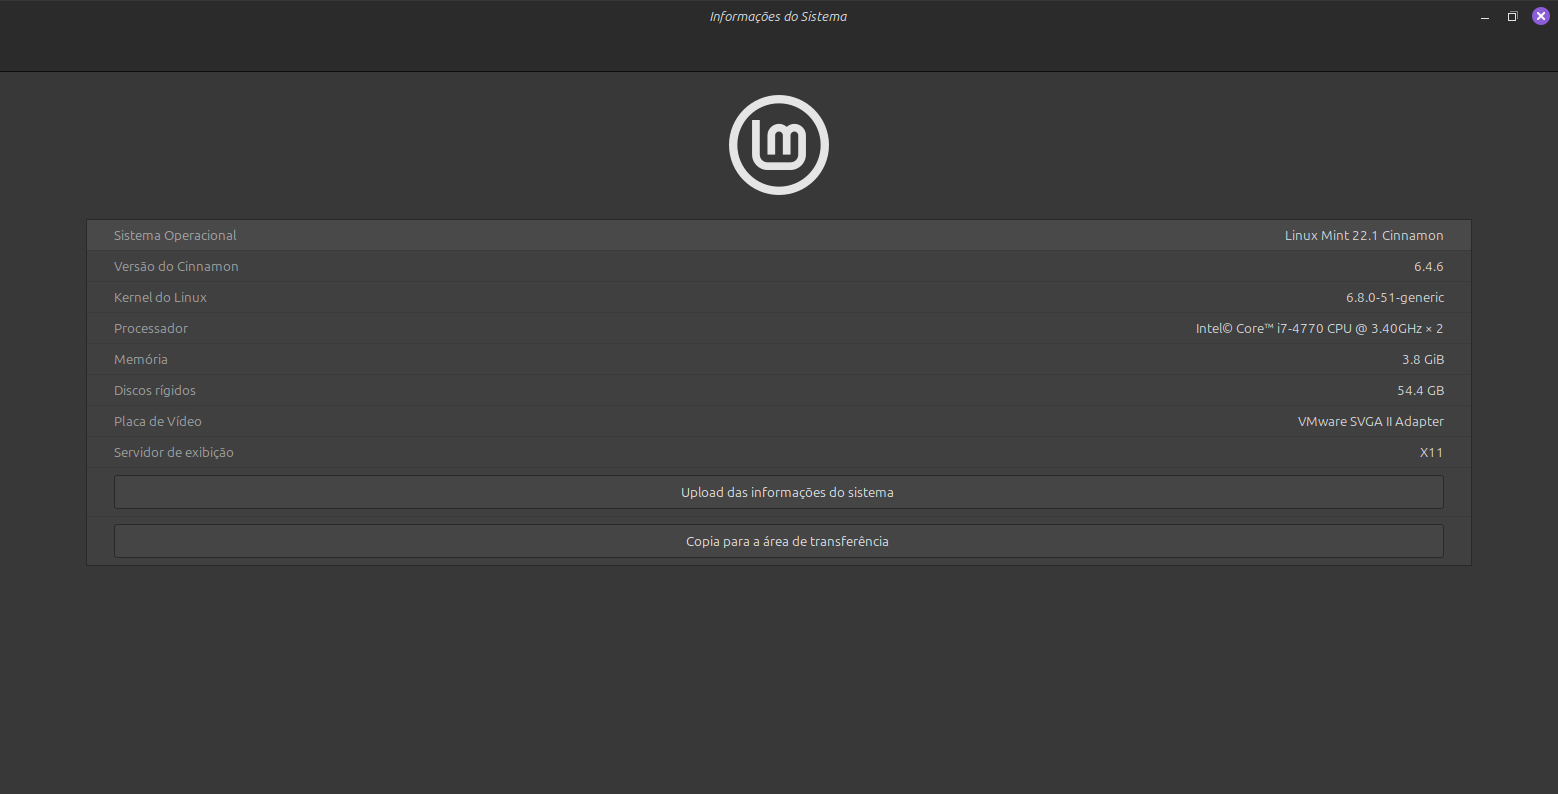 Informações do Sistema
lm
Sistema Operacional Linux Mint 22.1 Cinnamon
Versão do Cinnamon 6.4.6
Kernel do Linux 6.8.0-51-generic
Processador Intel© Core™ i7-4770 CPU @ 3.40GHz × 2
Memória 3.8 GiB
Discos rígidos 54.4 GB
Placa de Vídeo VMware SVGA II Adapter
Servidor de exibição X11
Upload das informações do sistema
Copia para a área de transferência